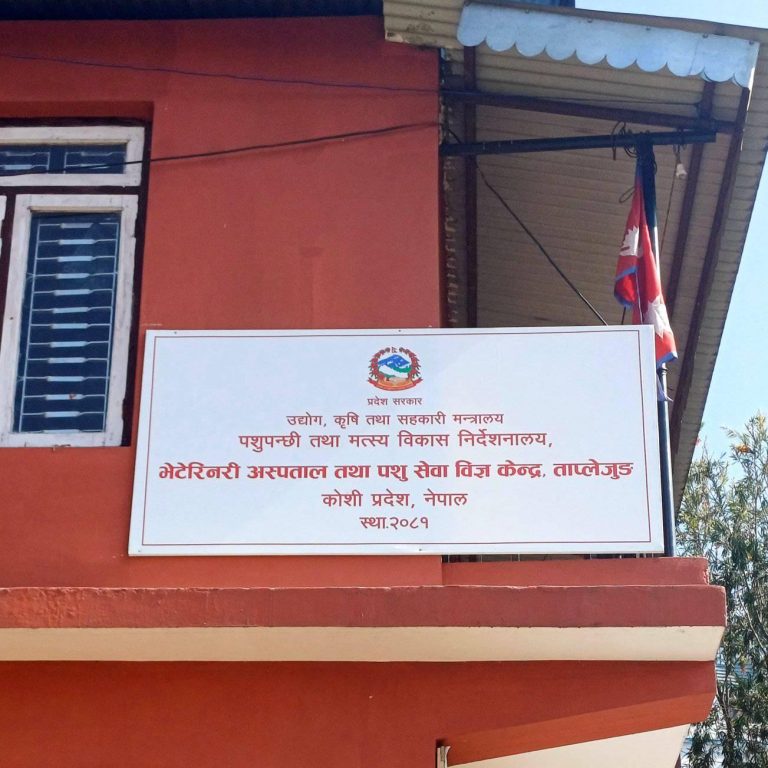 प्रदेश सरकार
उद्योग, कृषि तथा सहकारी मन्त्रालय
पशुपन्छी तथा मत्स्य विकास निर्देशनालय,
भेटेरिनरी अस्पताल तथा पशु सेवा विज्ञ केन्द्र, ताप्लेजुङ
कोशी प्रदेश, नेपाल
स्था.२०८१